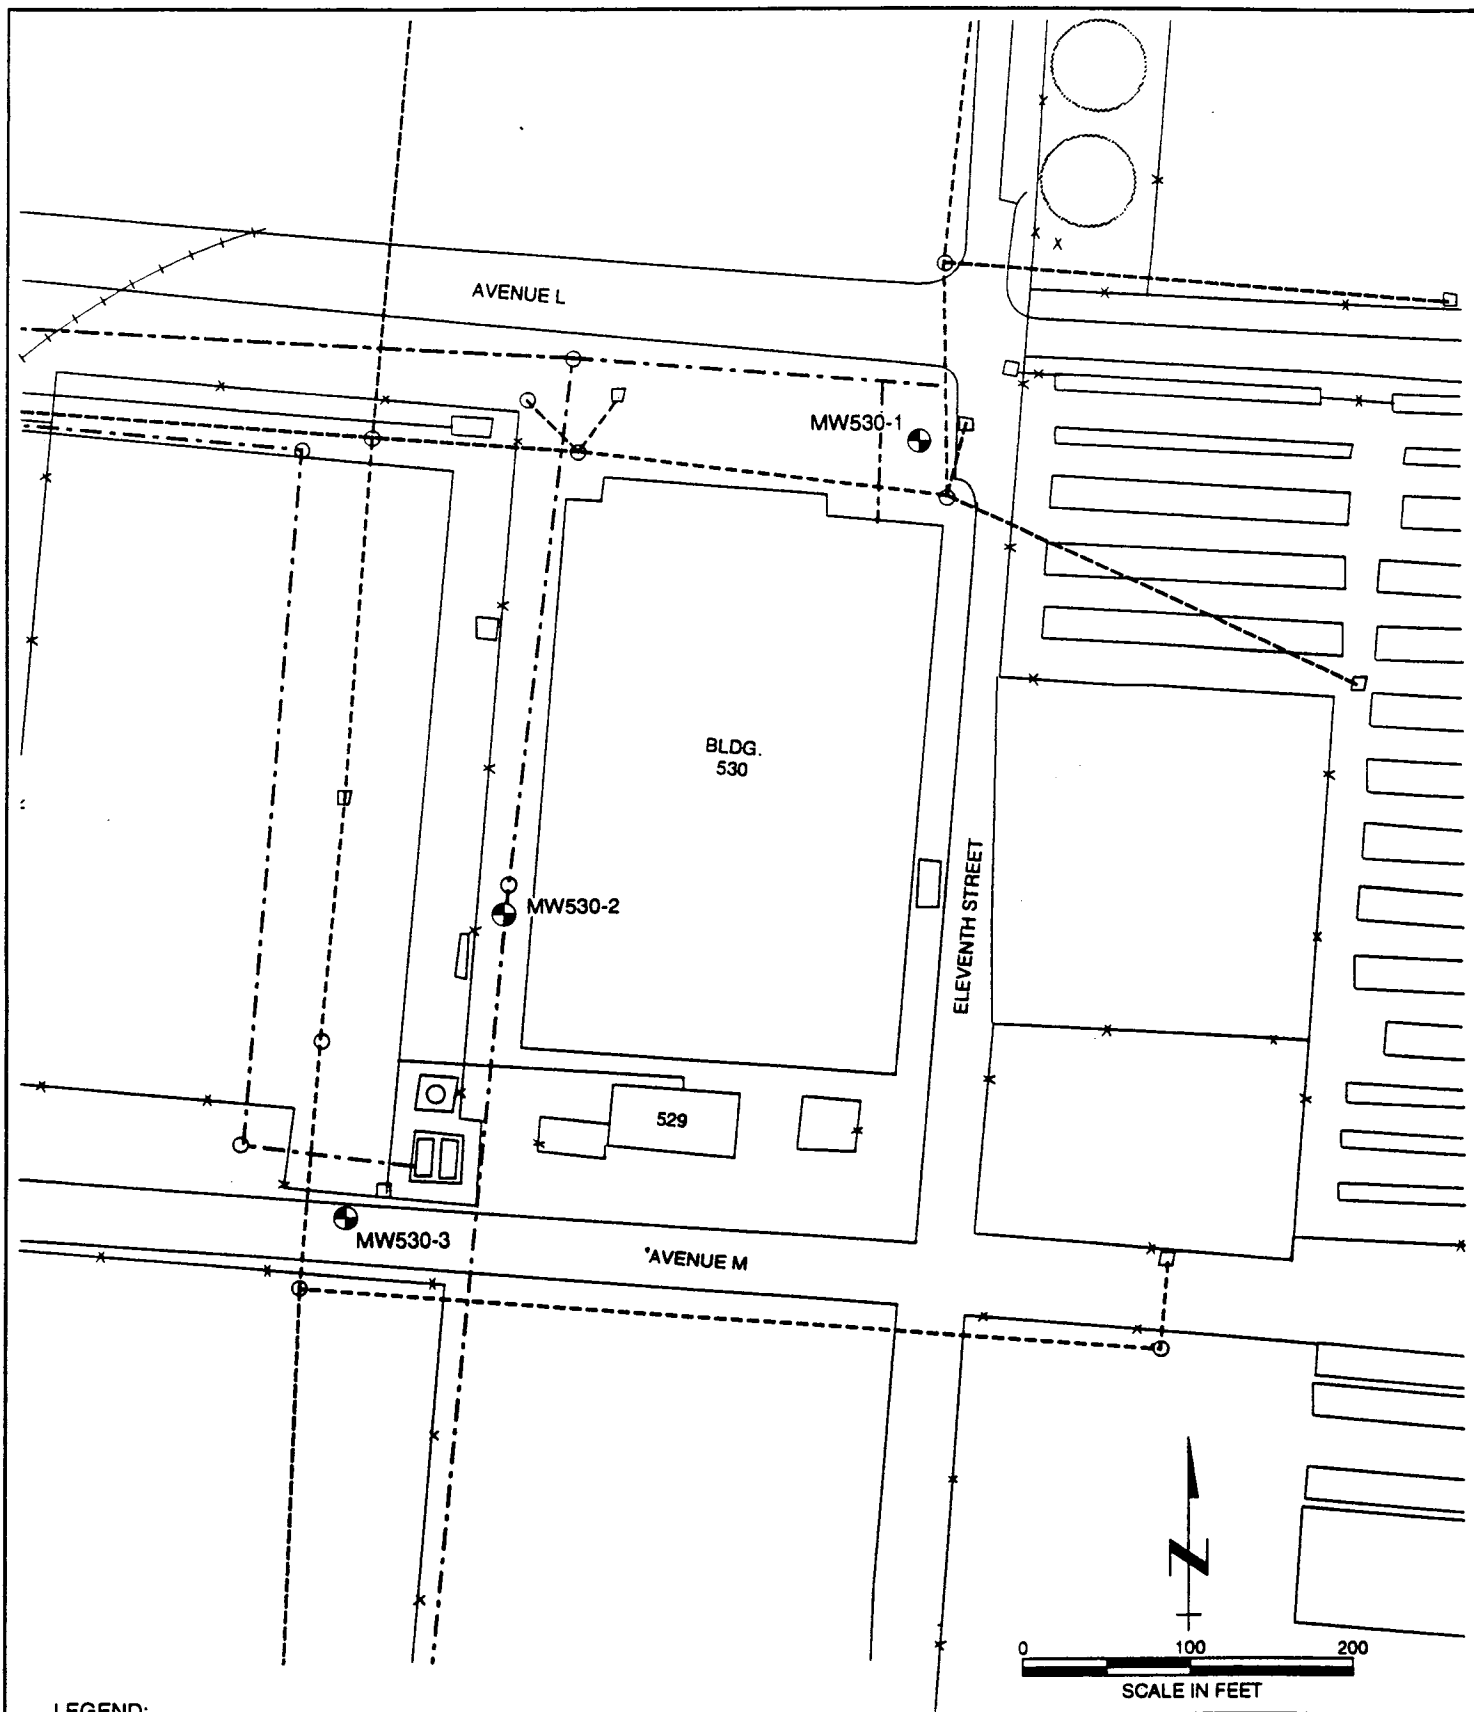 AVENUE L
MW530-1
BLDG.
530
MW530-2
ELEVENTH STREET
529
MW530-3
AVENUE M
N
0 100 200
SCALE IN FEET
LEGEND: